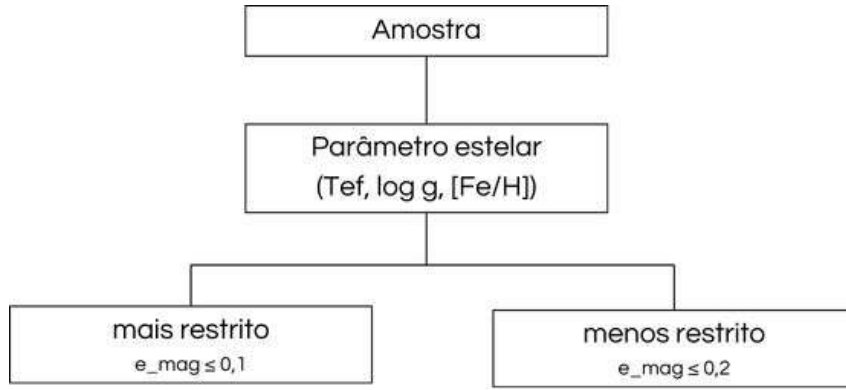 Amostra
Parâmetro estelar
(Tef, log g, [Fe/H])
mais restrito
e_mag ≤ 0,1
menos restrito
e_mag ≤ 0,2